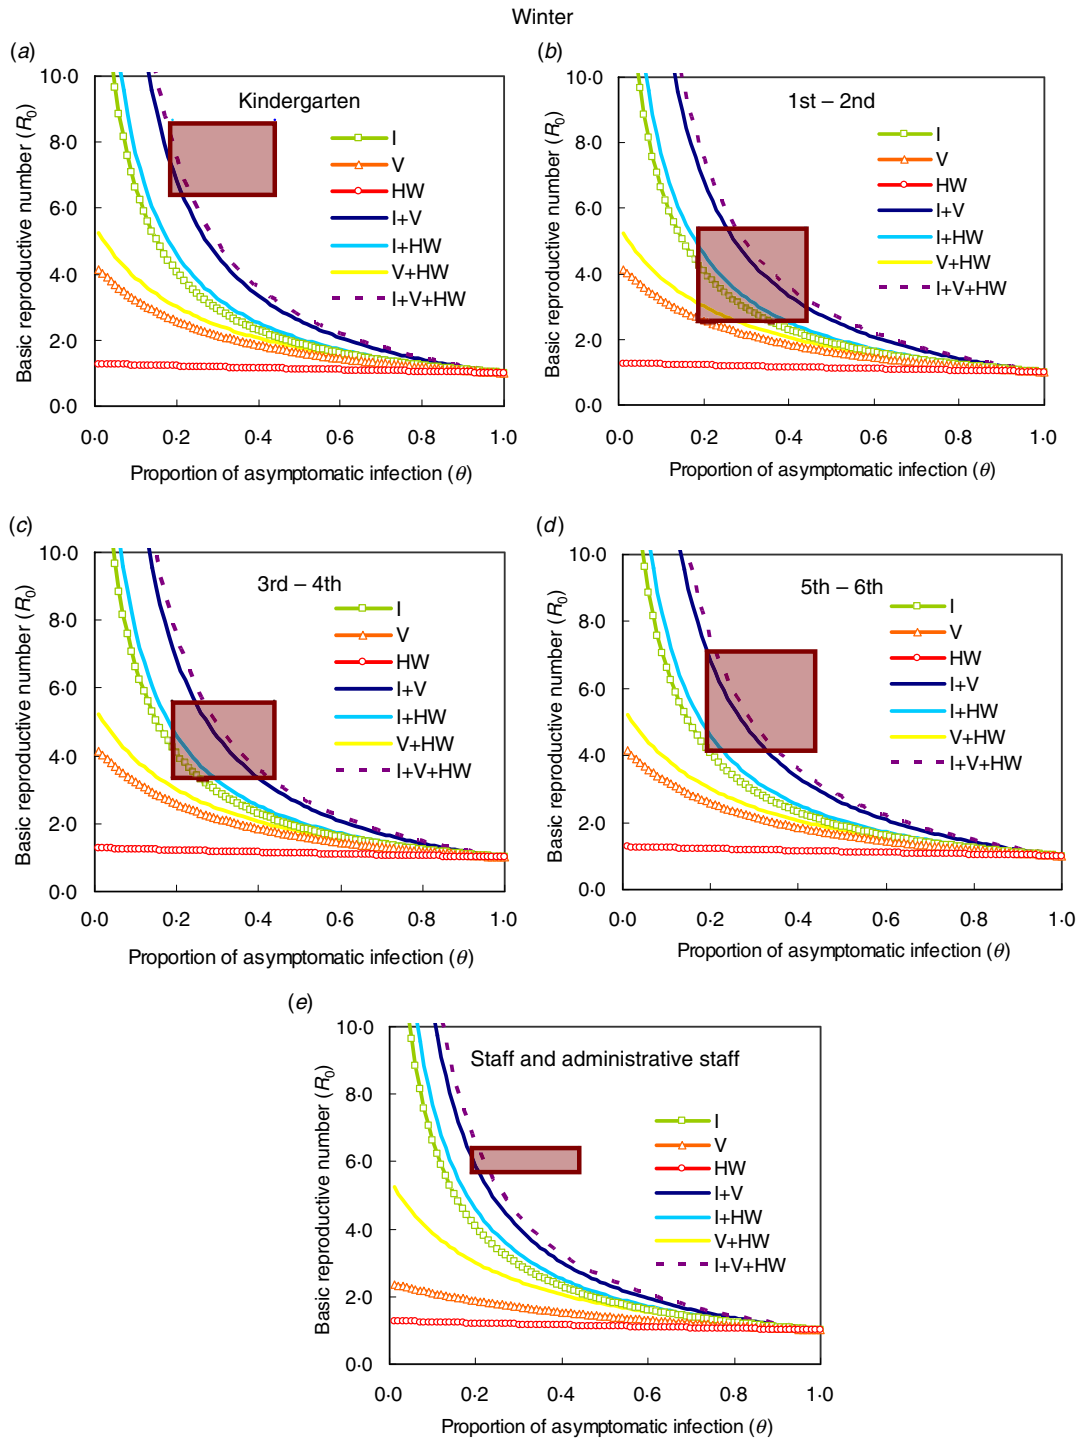 Winter
(a)
Kindergarten
Basic reproductive number (R0)
10·0
8·0
6·0
4·0
2·0
0·0
0·0 0·2 0·4 0·6 0·8 1·0
Proportion of asymptomatic infection (θ)
I
V
HW
I+V
I+HW
V+HW
I+V+HW
(b)
1st – 2nd
Basic reproductive number (R0)
10·0
8·0
6·0
4·0
2·0
0·0
0·0 0·2 0·4 0·6 0·8 1·0
Proportion of asymptomatic infection (θ)
I
V
HW
I+V
I+HW
V+HW
I+V+HW
(c)
3rd – 4th
Basic reproductive number (R0)
10·0
8·0
6·0
4·0
2·0
0·0
0·0 0·2 0·4 0·6 0·8 1·0
Proportion of asymptomatic infection (θ)
I
V
HW
I+V
I+HW
V+HW
I+V+HW
(d)
5th – 6th
Basic reproductive number (R0)
10·0
8·0
6·0
4·0
2·0
0·0
0·0 0·2 0·4 0·6 0·8 1·0
Proportion of asymptomatic infection (θ)
I
V
HW
I+V
I+HW
V+HW
I+V+HW
(e)
Staff and administrative staff
Basic reproductive number (R0)
10·0
8·0
6·0
4·0
2·0
0·0
0·0 0·2 0·4 0·6 0·8 1·0
Proportion of asymptomatic infection (θ)
I
V
HW
I+V
I+HW
V+HW
I+V+HW